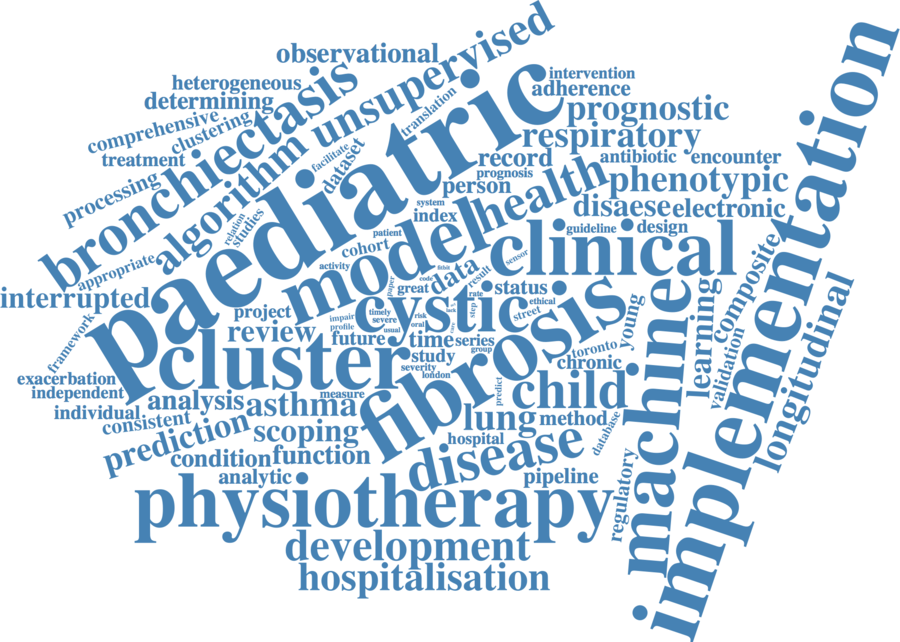 observational
unsupervised
heterogeneous
determining
comprehensive
clustering
treatment
processing
bronchiectasis
algorithm
translation
facilitate
dataset
intervention
adherence
prognostic
respiratory
record
antibiotic
encounter
prognosis
person
phenotypic
system
index
health
disaese
electronic
paediatric
relation
studies
appropriate
interrupted
framework
patient
cohort
activity
model
guideline
design
clinical
sensor
implementation
composite
fitbit
code
data
result
paper
great
status
rate
step
ethical
street
project
review
impair
profile
timely
severe
usual
risk
oral
lack
care
cystic
future
time
series
group
young
machine
learning
validation
longitudinal
cluster
study
severity
london
toronto
chronic
fibrosis
exacerbation
independent
individual
consistent
analysis
asthma
measure
predict
child
prediction
scoping
lung
method
database
hospital
condition
function
disease
analytic
pipeline
regulatory
physiotherapy
development
hospitalisation